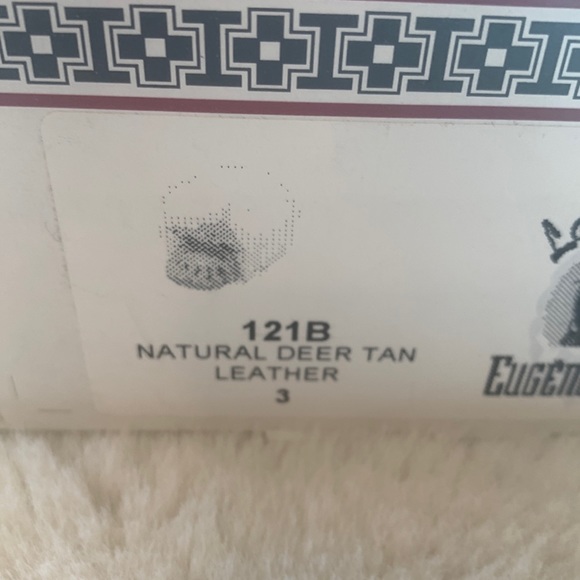 121B
NATURAL DEER TAN
LEATHER
3